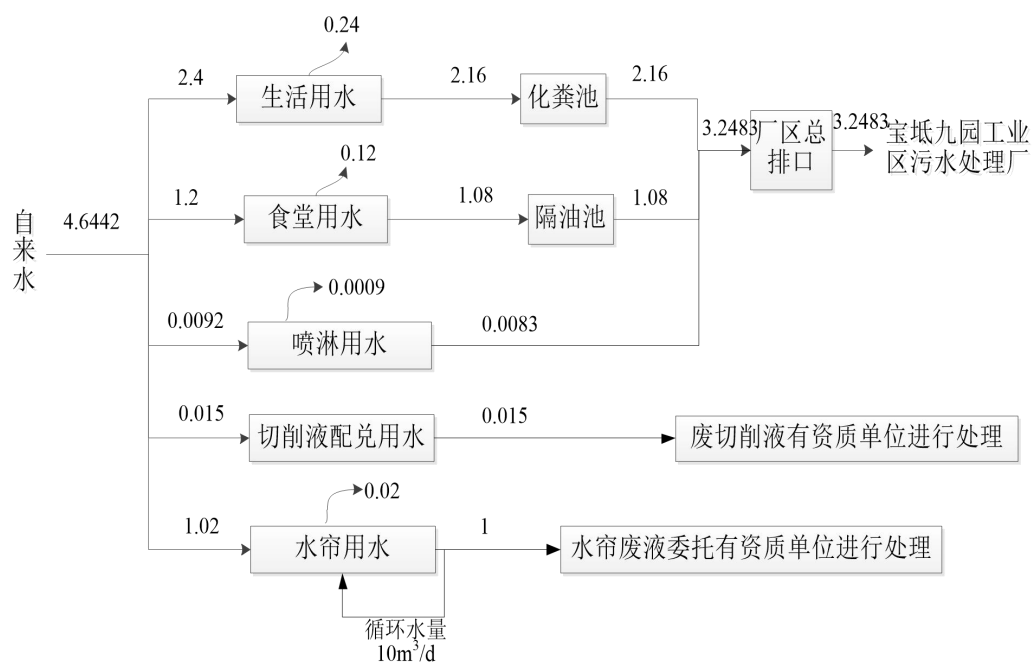 0.24
2.4
生活用水
2.16
化粪池
2.16
3.2483
厂区总
排口
3.2483
宝坻九园工业
区污水处理厂
0.12
1.2
食堂用水
1.08
隔油池
1.08
自
来
水
4.6442
0.0009
0.0092
喷淋用水
0.0083
0.015
切削液配兑用水
0.015
废切削液有资质单位进行处理
0.02
1.02
水帘用水
1
水帘废液委托有资质单位进行处理
循环水量
10m³/d